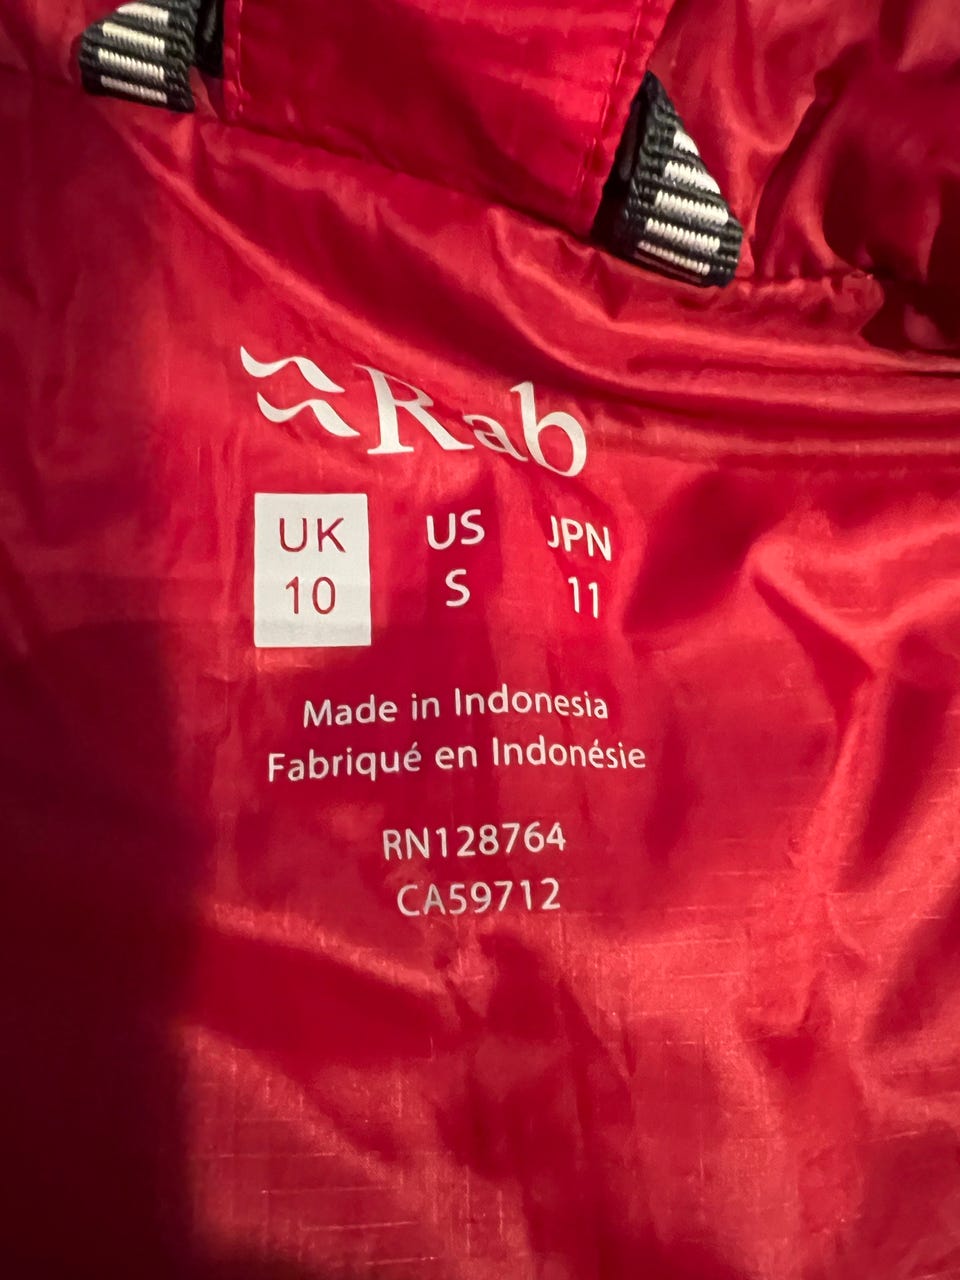 Rab
UK US JPN
10 S 11
Made in Indonesia
Fabriqué en Indonésie
RN128764
CA59712